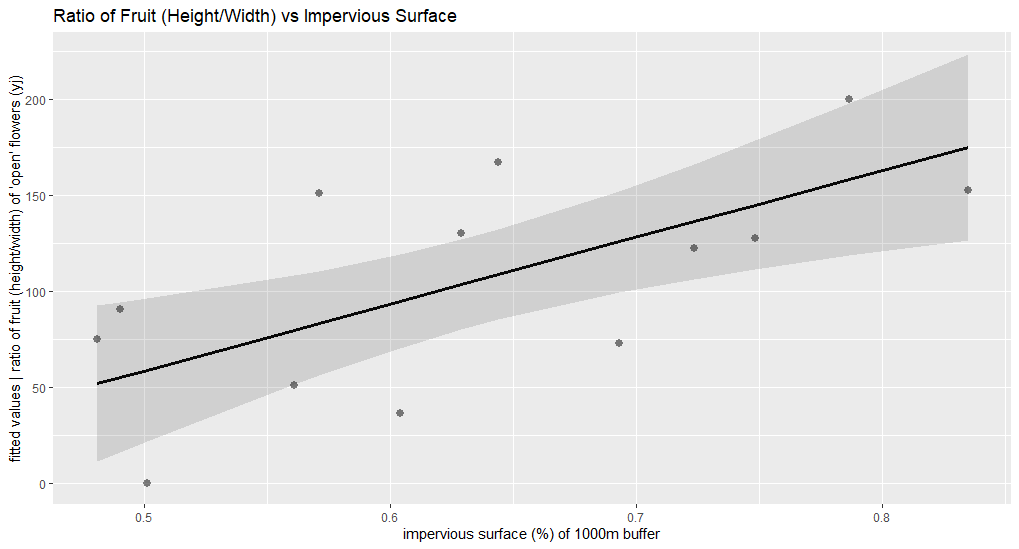 Ratio of Fruit (Height/Width) vs Impervious Surface
fitted values | ratio of fruit (height/width) of 'open' flowers (yj)
200
150
100
50
0
0.5 0.6 0.7 0.8
impervious surface (%) of 1000m buffer